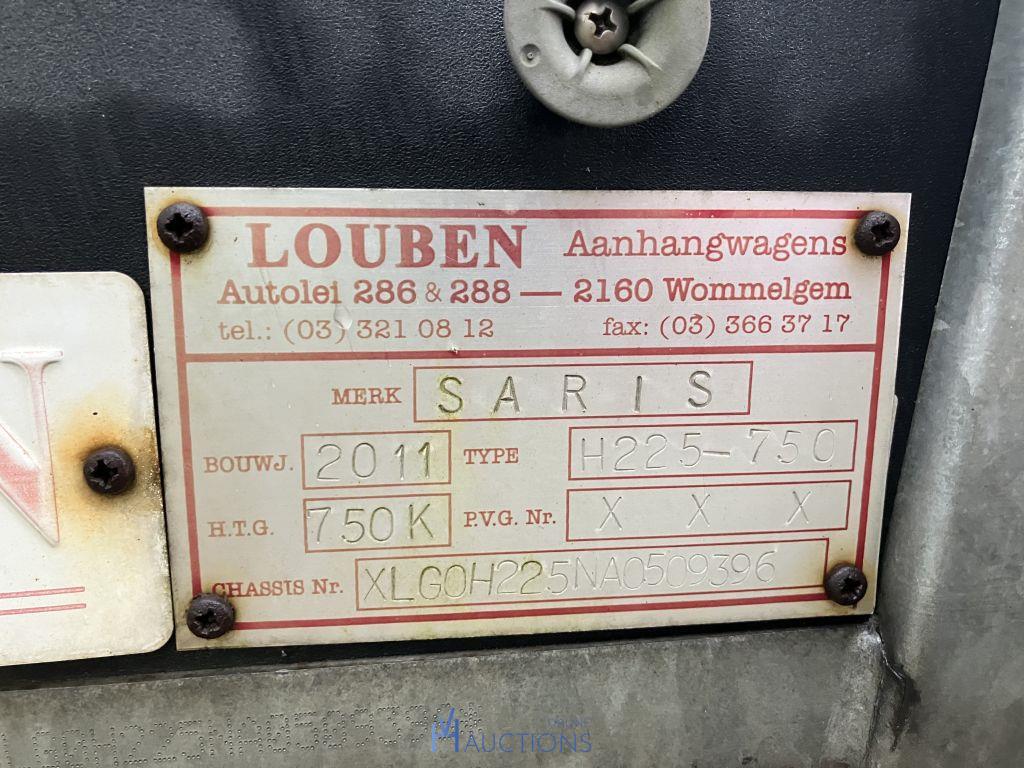 LOUBEN Aanhangwagens
Autolei 286 & 288 — 2160 Wommelgem
tel.: (03) 321 08 12 fax: (03) 366 37 17
MERK SARIS
BOUWJ. 2011 TYPE H225-750
H.T.G. 750K P.V.G. Nr. X X X
CHASSIS Nr. XLG0H225NA0509396
N
ONLINE
AUCTIONS